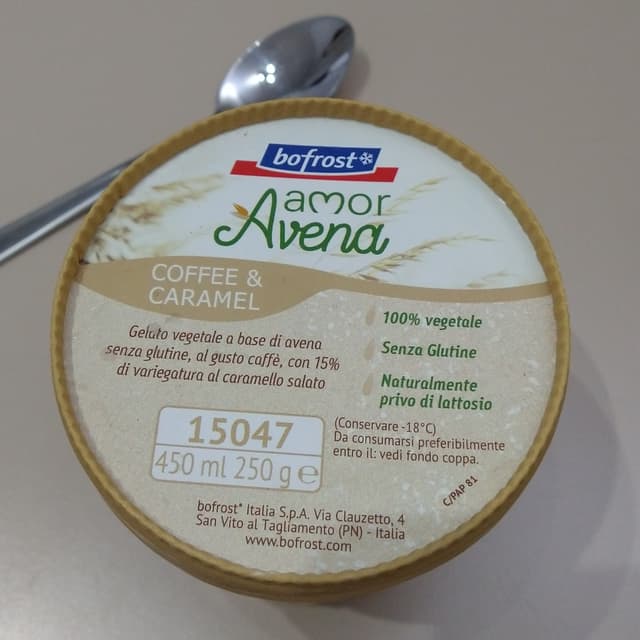 bofrost*
amor
Avena
COFFEE &
CARAMEL
Gelato vegetale a base di avena
senza glutine, al gusto caffè, con 15%
di variegatura al caramello salato
100% vegetale
Senza Glutine
Naturalmente
privo di lattosio
15047
450 ml 250 g ℮
(Conservare -18°C)
Da consumarsi preferibilmente
entro il: vedi fondo coppa.
C/PAP 81
bofrost* Italia S.p.A. Via Clauzetto, 4
San Vito al Tagliamento (PN) - Italia
www.bofrost.com